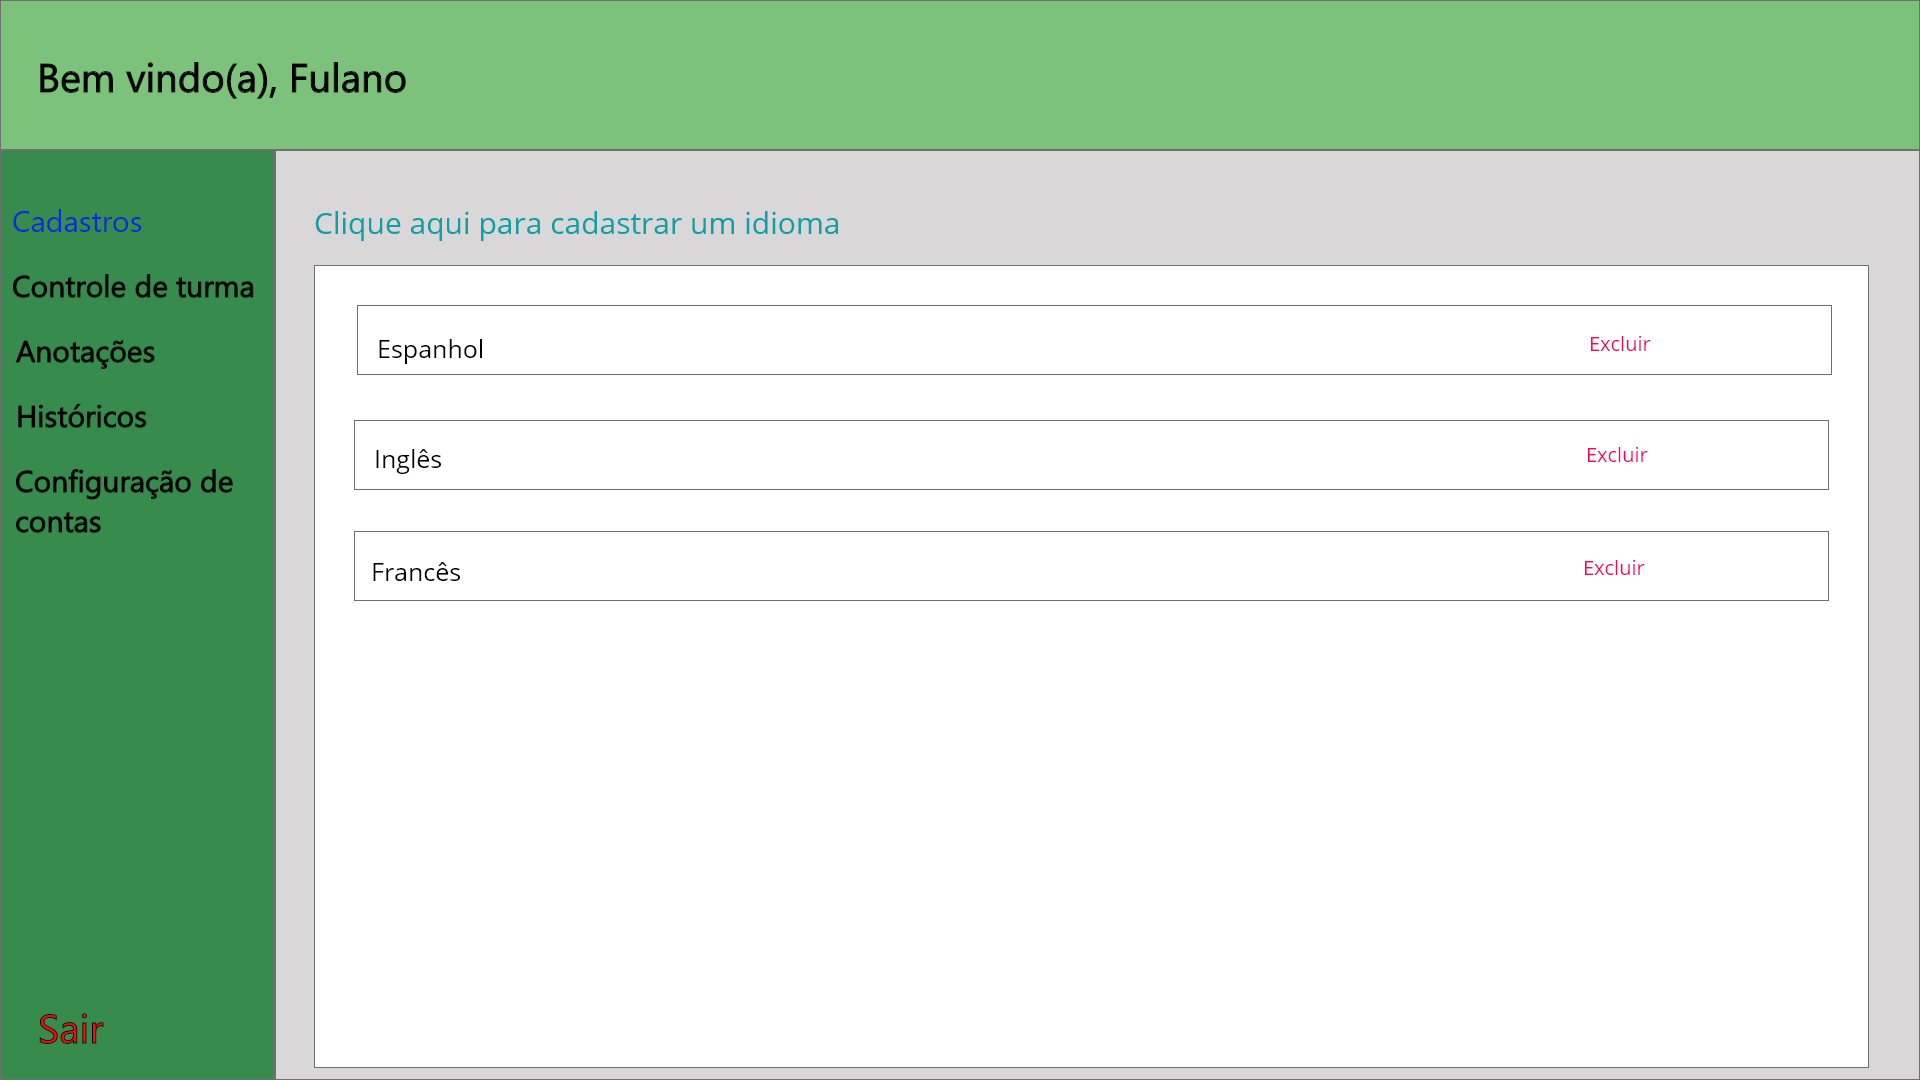 Bem vindo(a), Fulano
Cadastros
Controle de turma
Anotações
Históricos
Configuração de
contas
Sair
Clique aqui para cadastrar um idioma
Espanhol Excluir
Inglês Excluir
Francês Excluir